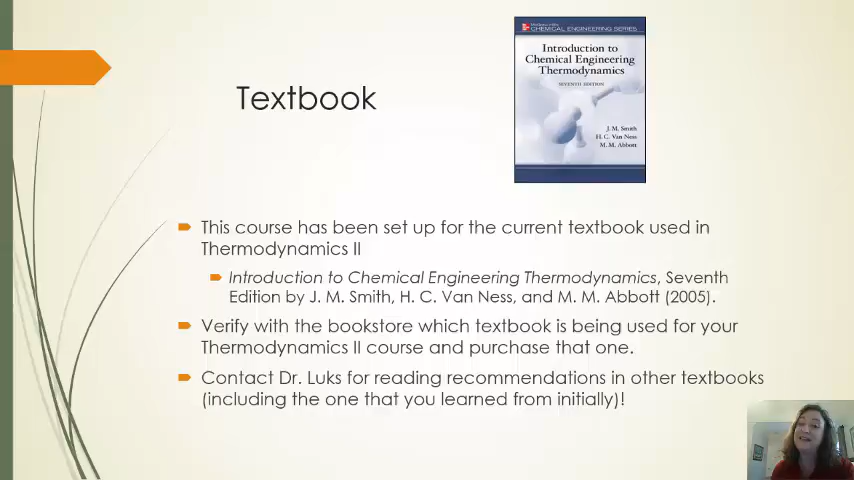 CHEMICAL ENGINEERING SERIES
Introduction to
Chemical Engineering
Thermodynamics
SEVENTH EDITION
J. M. Smith
H. C. Van Ness
M. M. Abbott
Textbook
This course has been set up for the current textbook used in
Thermodynamics II
Introduction to Chemical Engineering Thermodynamics, Seventh
Edition by J. M. Smith, H. C. Van Ness, and M. M. Abbott (2005).
Verify with the bookstore which textbook is being used for your
Thermodynamics II course and purchase that one.
Contact Dr. Luks for reading recommendations in other textbooks
(including the one that you learned from initially)!